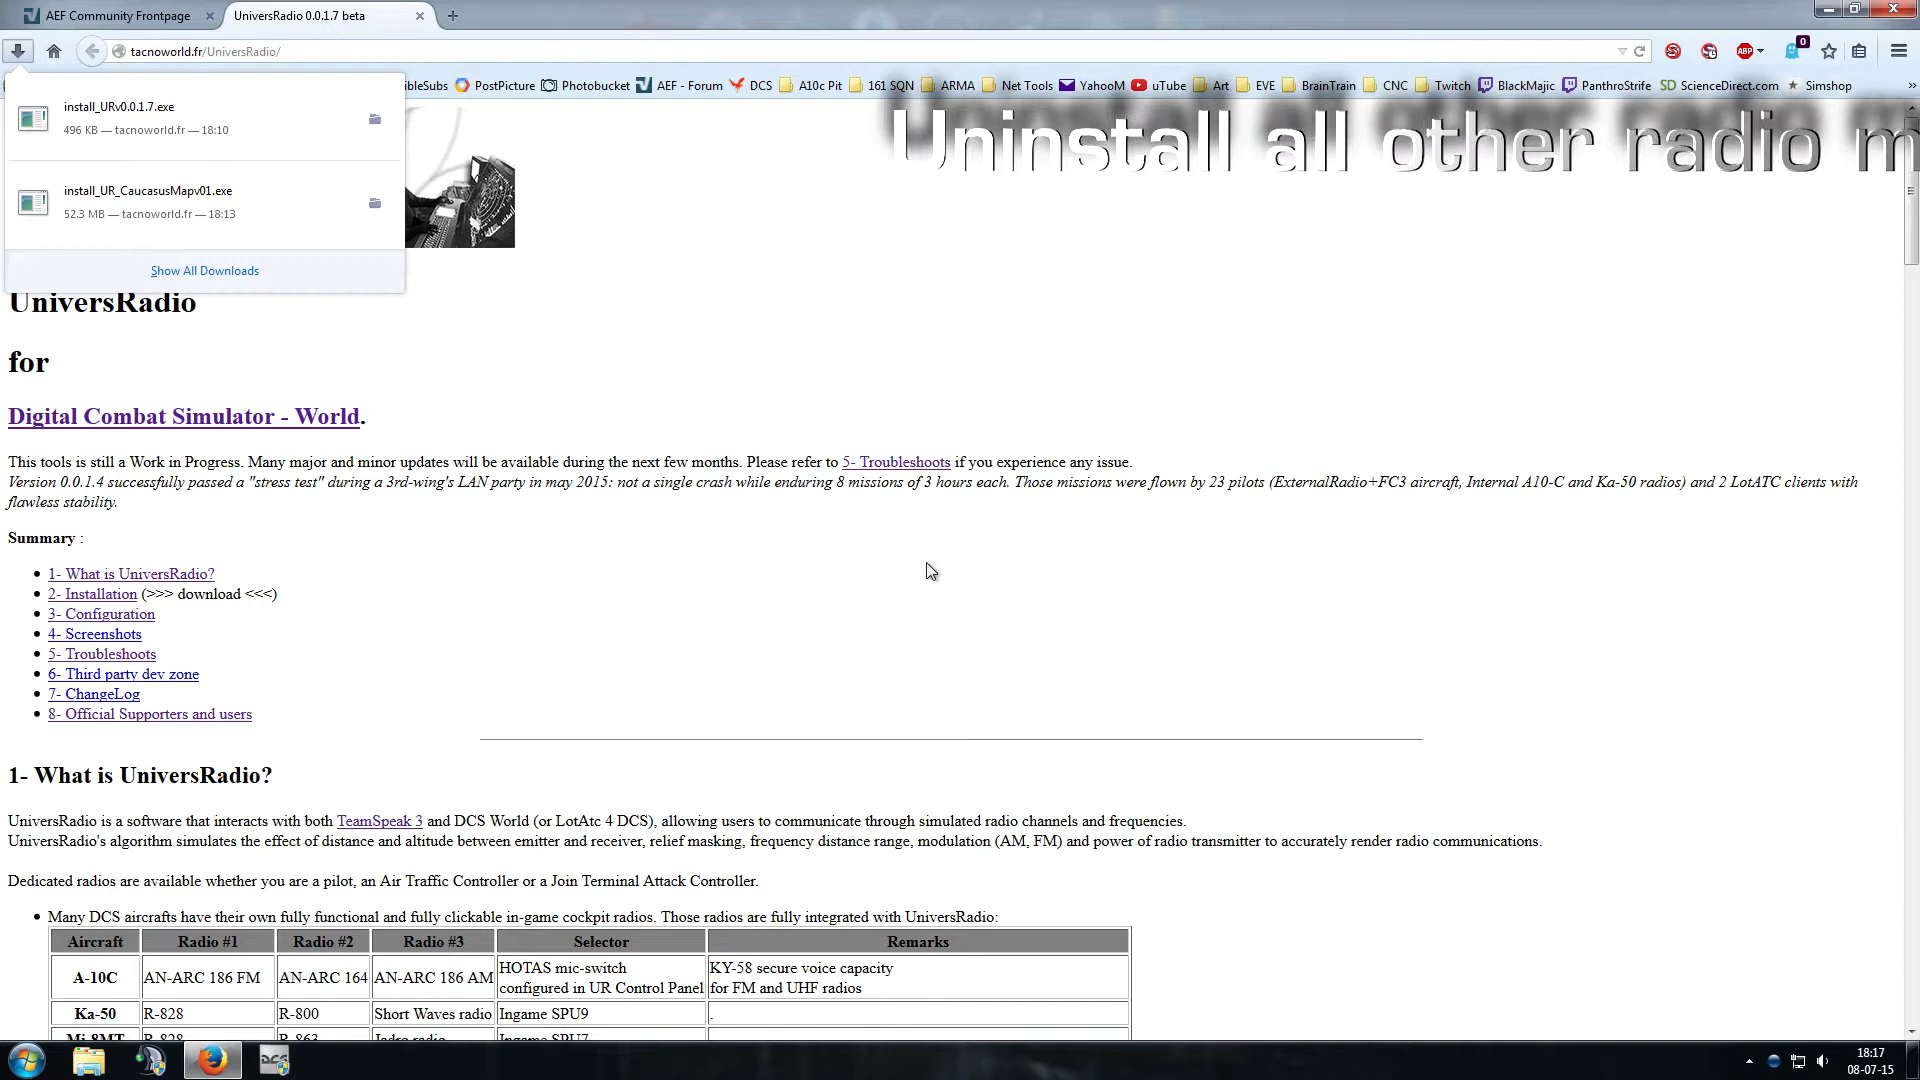 AEF Community Frontpage
UniversRadio 0.0.1.7 beta
tacnoworld.fr/UniversRadio/
ABP
0
ibleSubs
PostPicture
Photobucket
AEF - Forum
DCS
A10c Pit
161 SQN
ARMA
Net Tools
YahooM
uTube
Art
EVE
BrainTrain
CNC
Twitch
BlackMajic
PanthroStrife
SD ScienceDirect.com
Simshop
install_URv0.0.1.7.exe
496 KB — tacnoworld.fr — 18:10
install_UR_CaucasusMapv01.exe
52.3 MB — tacnoworld.fr — 18:13
Show All Downloads
Uninstall all other radio m
UniversRadio
for
Digital Combat Simulator - World.
This tools is still a Work in Progress. Many major and minor updates will be available during the next few months. Please refer to 5- Troubleshoots if you experience any issue.
Version 0.0.1.4 successfully passed a "stress test" during a 3rd-wing's LAN party in may 2015: not a single crash while enduring 8 missions of 3 hours each. Those missions were flown by 23 pilots (ExternalRadio+FC3 aircraft, Internal A10-C and Ka-50 radios) and 2 LotATC clients with
flawless stability.
Summary :
1- What is UniversRadio?
2- Installation (>>> download <<<)
3- Configuration
4- Screenshots
5- Troubleshoots
6- Third party dev zone
7- ChangeLog
8- Official Supporters and users
1- What is UniversRadio?
UniversRadio is a software that interacts with both TeamSpeak 3 and DCS World (or LotAtc 4 DCS), allowing users to communicate through simulated radio channels and frequencies.
UniversRadio's algorithm simulates the effect of distance and altitude between emitter and receiver, relief masking, frequency distance range, modulation (AM, FM) and power of radio transmitter to accurately render radio communications.
Dedicated radios are available whether you are a pilot, an Air Traffic Controller or a Join Terminal Attack Controller.
Many DCS aircrafts have their own fully functional and fully clickable in-game cockpit radios. Those radios are fully integrated with UniversRadio:
Aircraft Radio #1 Radio #2 Radio #3 Selector Remarks
A-10C AN-ARC 186 FM AN-ARC 164 AN-ARC 186 AM HOTAS mic-switch configured in UR Control Panel KY-58 secure voice capacity for FM and UHF radios
Ka-50 R-828 R-800 Short Waves radio Ingame SPU9 .
Mi-8MT R-828 R-863 Jadro radio Ingame SPU7
DCS
18:17
08-07-15